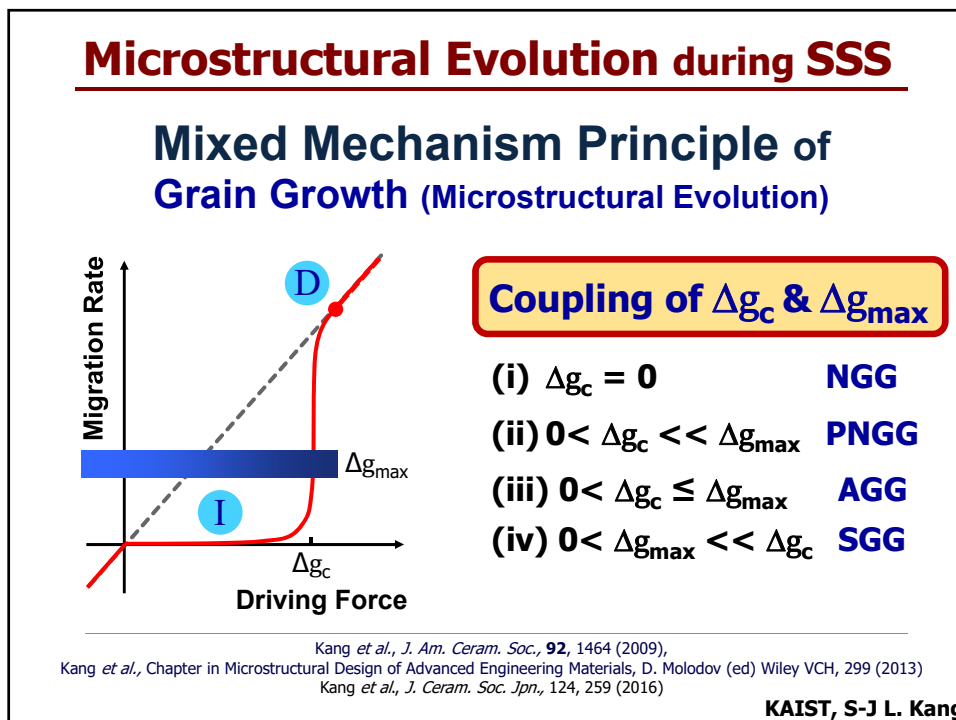 Microstructural Evolution during SSS
Mixed Mechanism Principle of
Grain Growth (Microstructural Evolution)
Migration Rate
D
I
Δgmax
Δgc
Driving Force
Coupling of Δgc & Δgmax
(i) Δgc = 0 NGG
(ii) 0< Δgc << Δgmax PNGG
(iii) 0< Δgc ≤ Δgmax AGG
(iv) 0< Δgmax << Δgc SGG
Kang et al., J. Am. Ceram. Soc., 92, 1464 (2009),
Kang et al., Chapter in Microstructural Design of Advanced Engineering Materials, D. Molodov (ed) Wiley VCH, 299 (2013)
Kang et al., J. Ceram. Soc. Jpn., 124, 259 (2016)
KAIST, S-J L. Kang